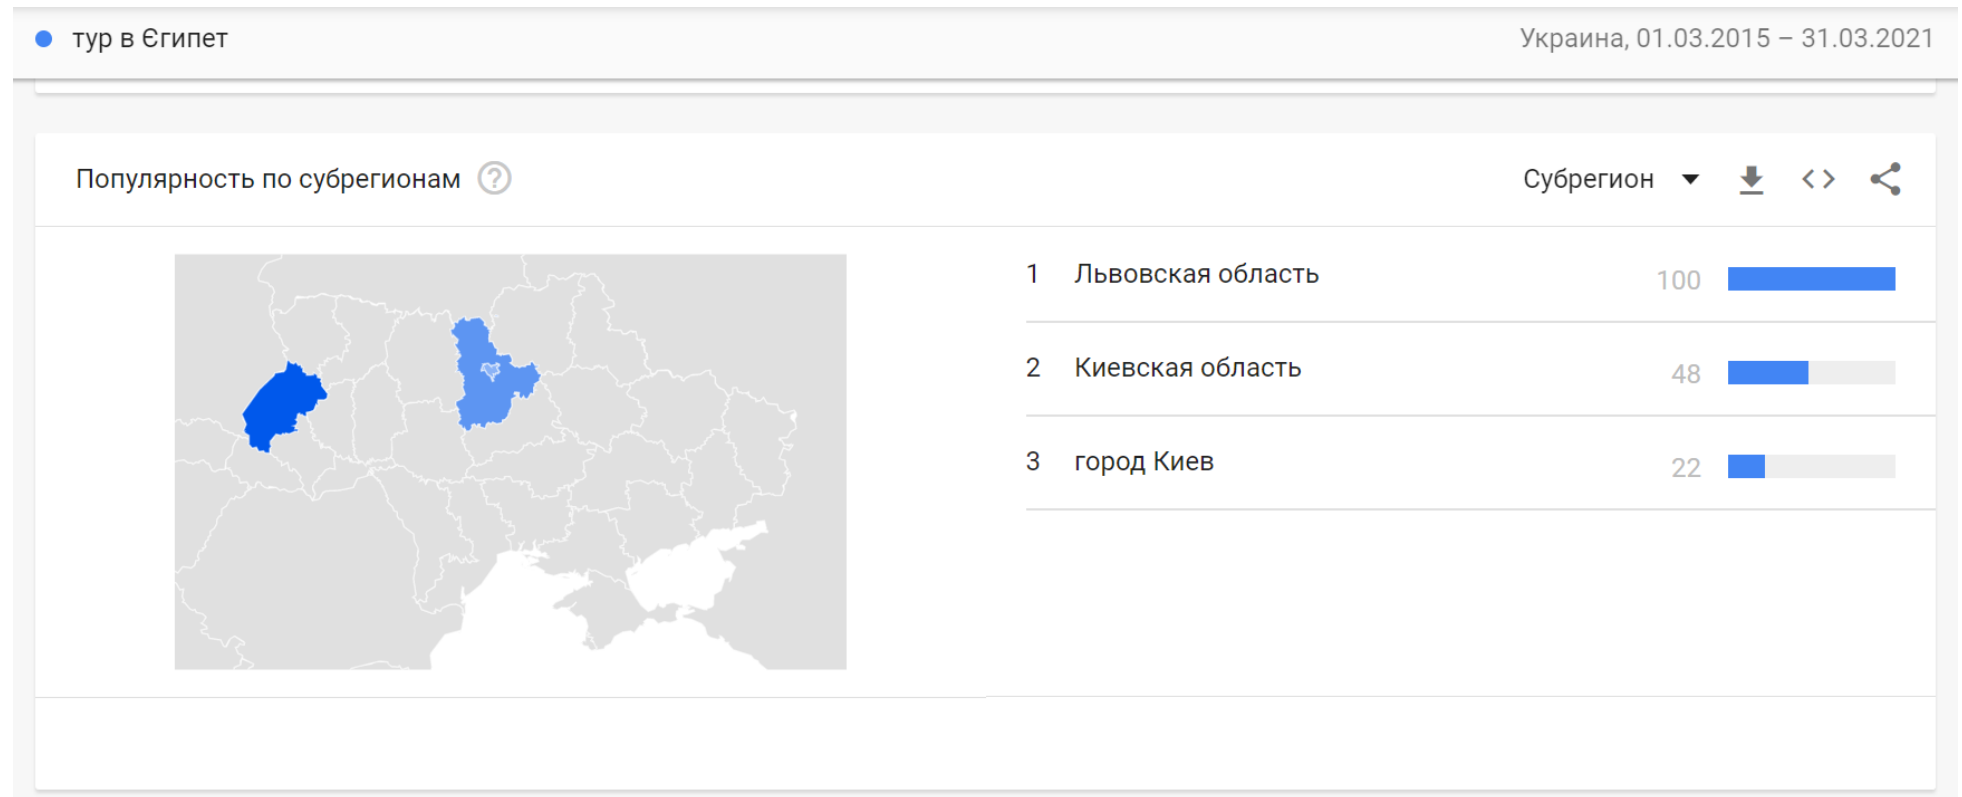 тур в Єгипет
Украина, 01.03.2015 – 31.03.2021
Популярность по субрегионам ?
Субрегион
1 Львовская область 100
2 Киевская область 48
3 город Киев 22